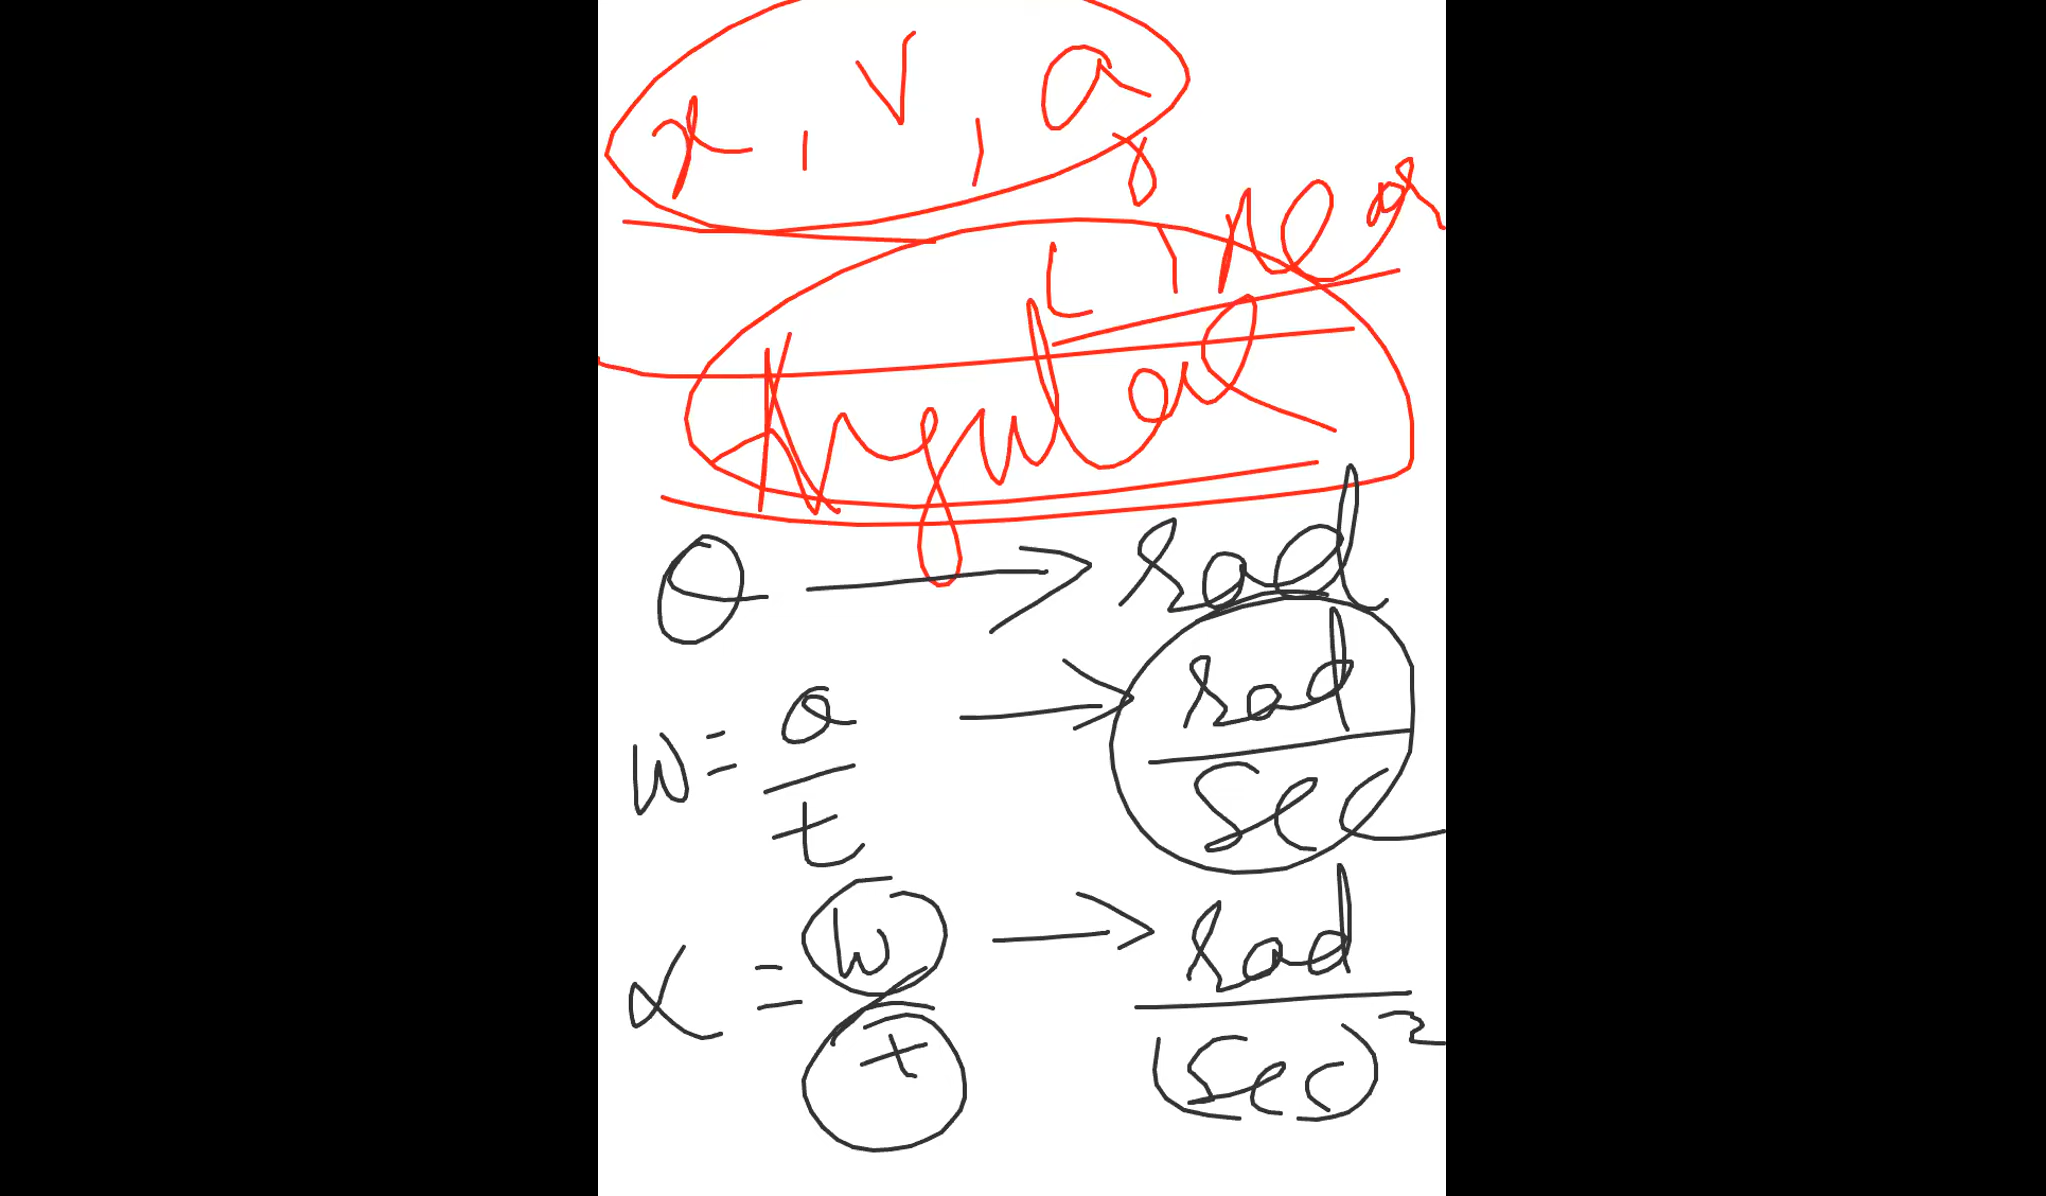 x, v, a
Linear
Angular
θ → rad
ω = θ/t → rad/sec
α = ω/t → rad/(sec)²